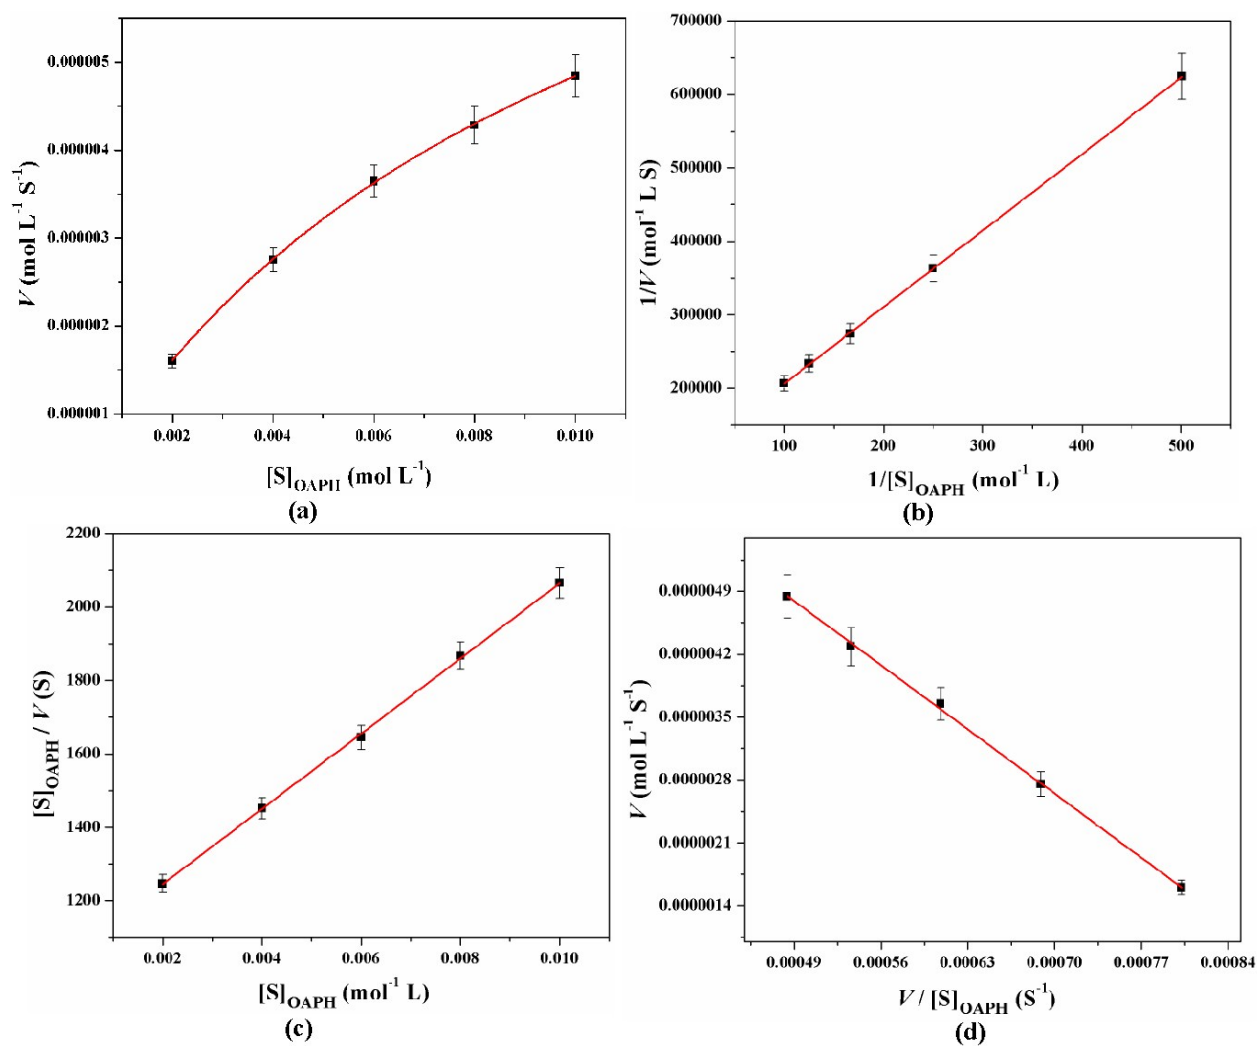 0.000005
0.000004
0.000003
0.000002
0.000001
V (mol L-1 S-1)
0.002 0.004 0.006 0.008 0.010
[S]OAPH (mol L-1)
(a)
700000
600000
500000
400000
300000
200000
1/V (mol-1 L S)
100 200 300 400 500
1/[S]OAPH (mol-1 L)
(b)
2200
2000
1800
1600
1400
1200
[S]OAPH / V (S)
0.002 0.004 0.006 0.008 0.010
[S]OAPH (mol-1 L)
(c)
0.0000049
0.0000042
0.0000035
0.0000028
0.0000021
0.0000014
V (mol L-1 S-1)
0.00049 0.00056 0.00063 0.00070 0.00077 0.00084
V / [S]OAPH (S-1)
(d)